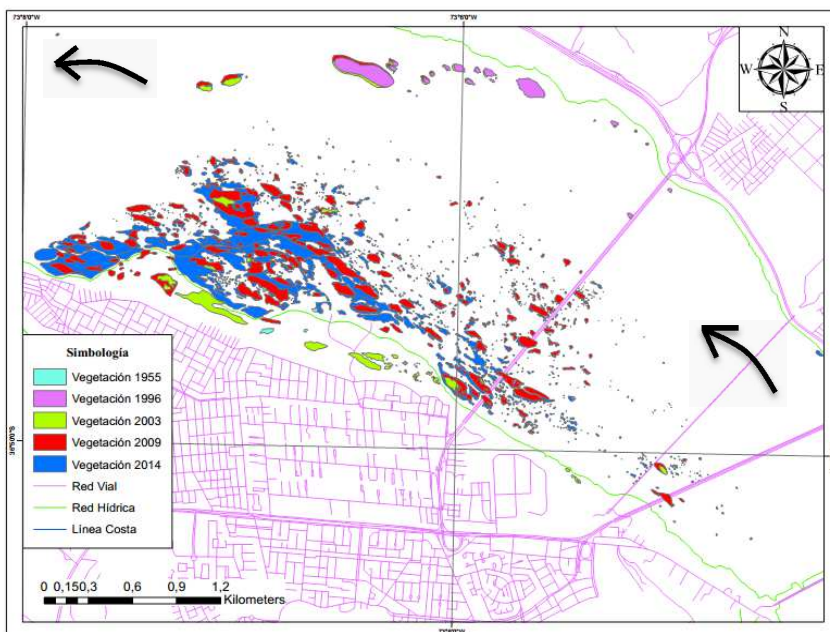 N
W E
S
Simbología
Vegetación 1955
Vegetación 1996
Vegetación 2003
Vegetación 2009
Vegetación 2014
Red Vial
Red Hídrica
Línea Costa
0 0,150,3 0,6 0,9 1,2
Kilometers